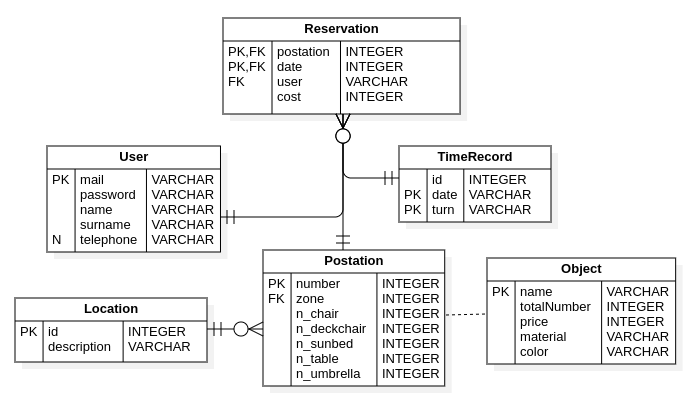 Reservation
PK,FK postation INTEGER
PK,FK date INTEGER
FK user VARCHAR
cost INTEGER
User
PK mail VARCHAR
password VARCHAR
name VARCHAR
surname VARCHAR
N telephone VARCHAR
TimeRecord
id INTEGER
PK date VARCHAR
PK turn VARCHAR
Postation
PK number INTEGER
FK zone INTEGER
n_chair INTEGER
n_deckchair INTEGER
n_sunbed INTEGER
n_table INTEGER
n_umbrella INTEGER
Object
PK name VARCHAR
totalNumber INTEGER
price INTEGER
material VARCHAR
color VARCHAR
Location
PK id INTEGER
description VARCHAR